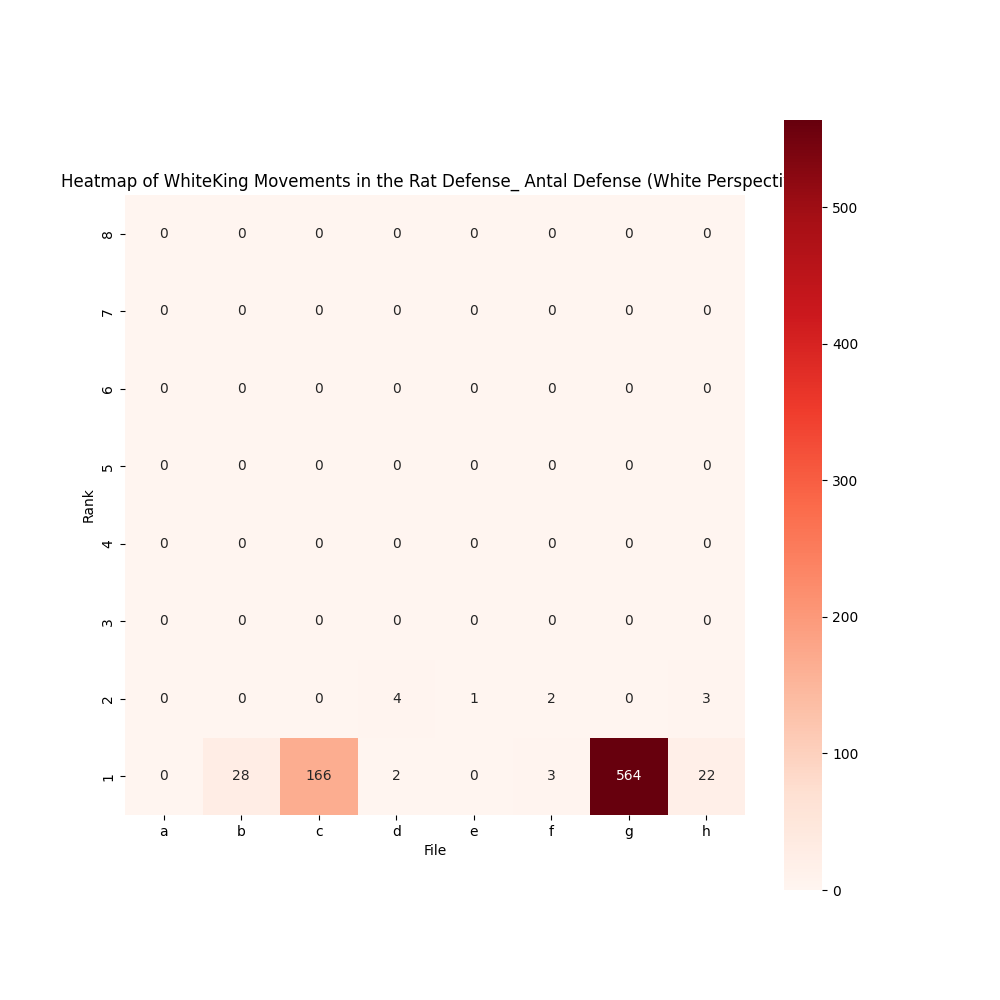 Heatmap of WhiteKing Movements in the Rat Defense_ Antal Defense (White Perspecti
8 0 0 0 0 0 0 0 0
7 0 0 0 0 0 0 0 0
6 0 0 0 0 0 0 0 0
5 0 0 0 0 0 0 0 0
4 0 0 0 0 0 0 0 0
3 0 0 0 0 0 0 0 0
2 0 0 0 4 1 2 0 3
1 0 28 166 2 0 3 564 22
a b c d e f g h
File
Rank
500
400
300
200
100
0